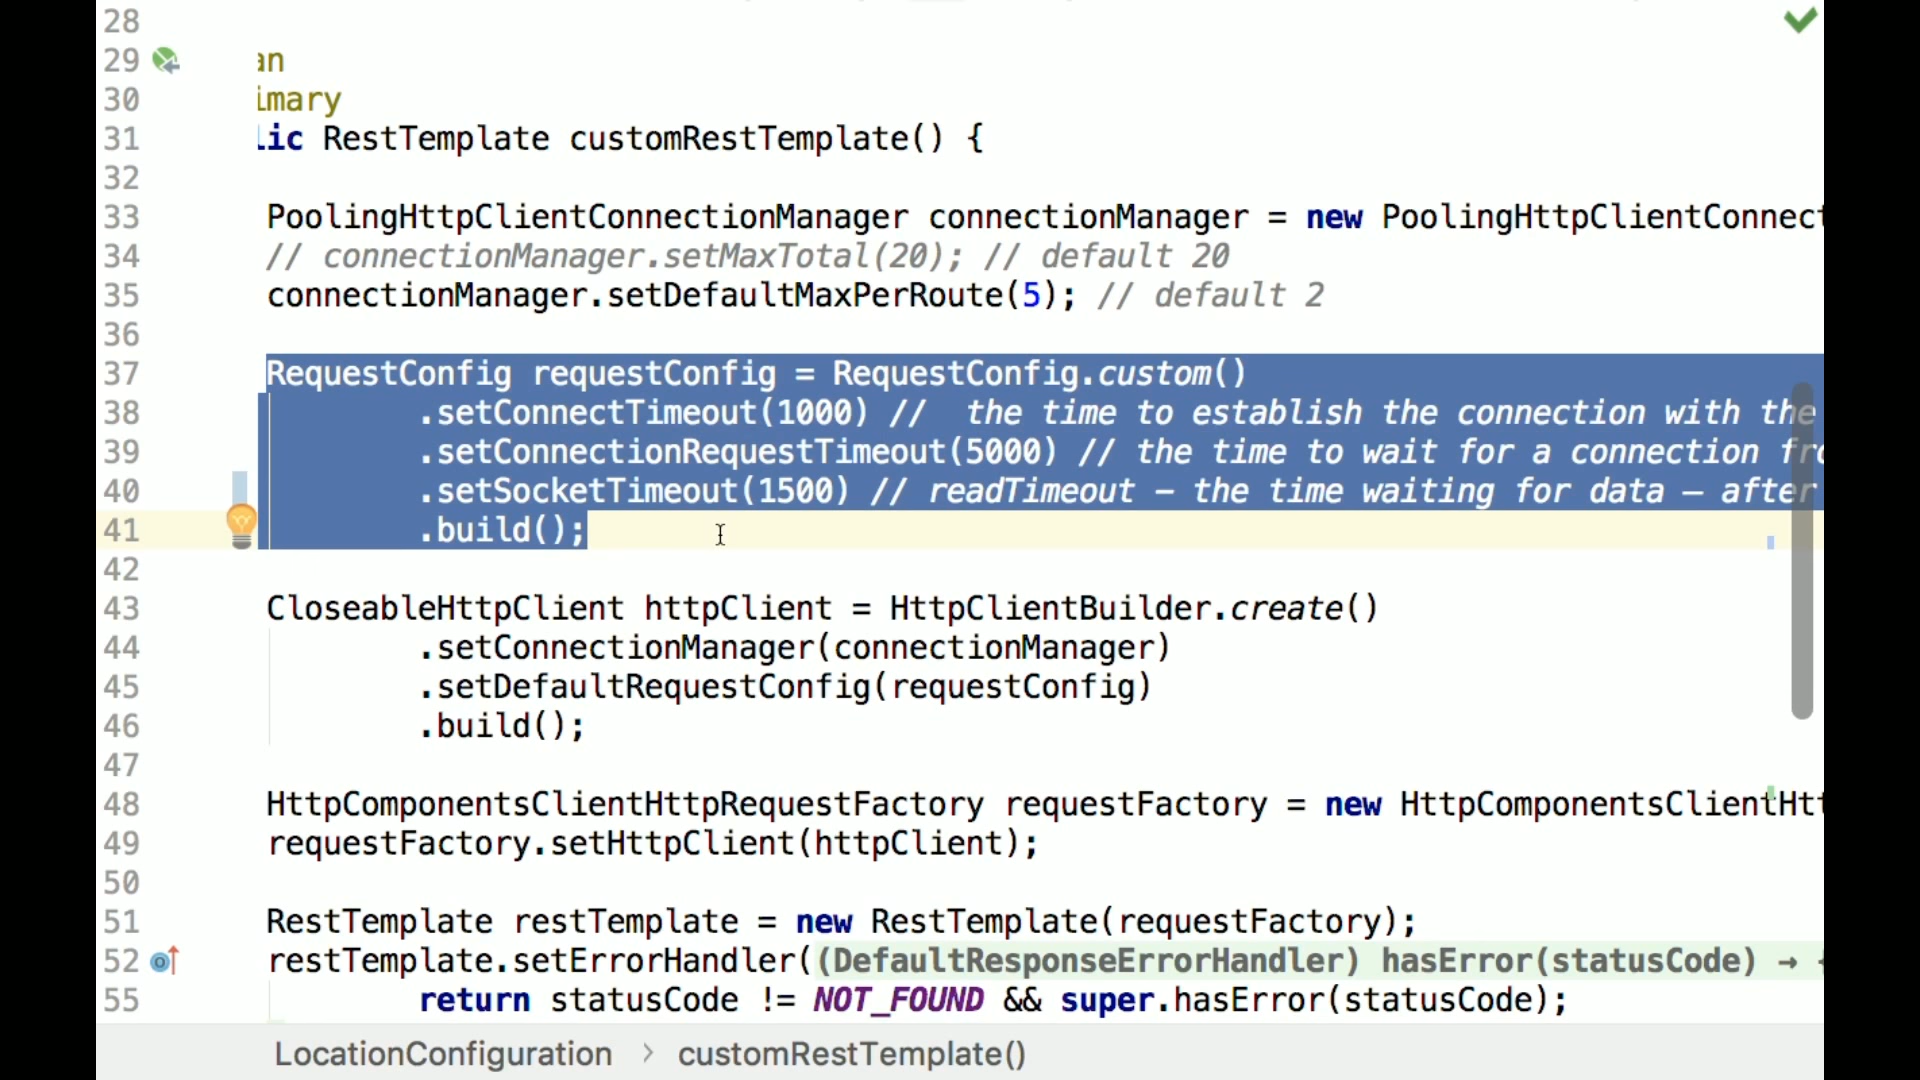 28
29 an
30 imary
31 lic RestTemplate customRestTemplate() {
32
33 PoolingHttpClientConnectionManager connectionManager = new PoolingHttpClientConnect
34 // connectionManager.setMaxTotal(20); // default 20
35 connectionManager.setDefaultMaxPerRoute(5); // default 2
36
37 RequestConfig requestConfig = RequestConfig.custom()
38 .setConnectTimeout(1000) //  the time to establish the connection with the
39 .setConnectionRequestTimeout(5000) // the time to wait for a connection fro
40 .setSocketTimeout(1500) // readTimeout – the time waiting for data – after
41 .build();
42
43 CloseableHttpClient httpClient = HttpClientBuilder.create()
44 .setConnectionManager(connectionManager)
45 .setDefaultRequestConfig(requestConfig)
46 .build();
47
48 HttpComponentsClientHttpRequestFactory requestFactory = new HttpComponentsClientHtt
49 requestFactory.setHttpClient(httpClient);
50
51 RestTemplate restTemplate = new RestTemplate(requestFactory);
52 restTemplate.setErrorHandler((DefaultResponseErrorHandler) hasError(statusCode) → {
55 return statusCode != NOT_FOUND && super.hasError(statusCode);
LocationConfiguration > customRestTemplate()